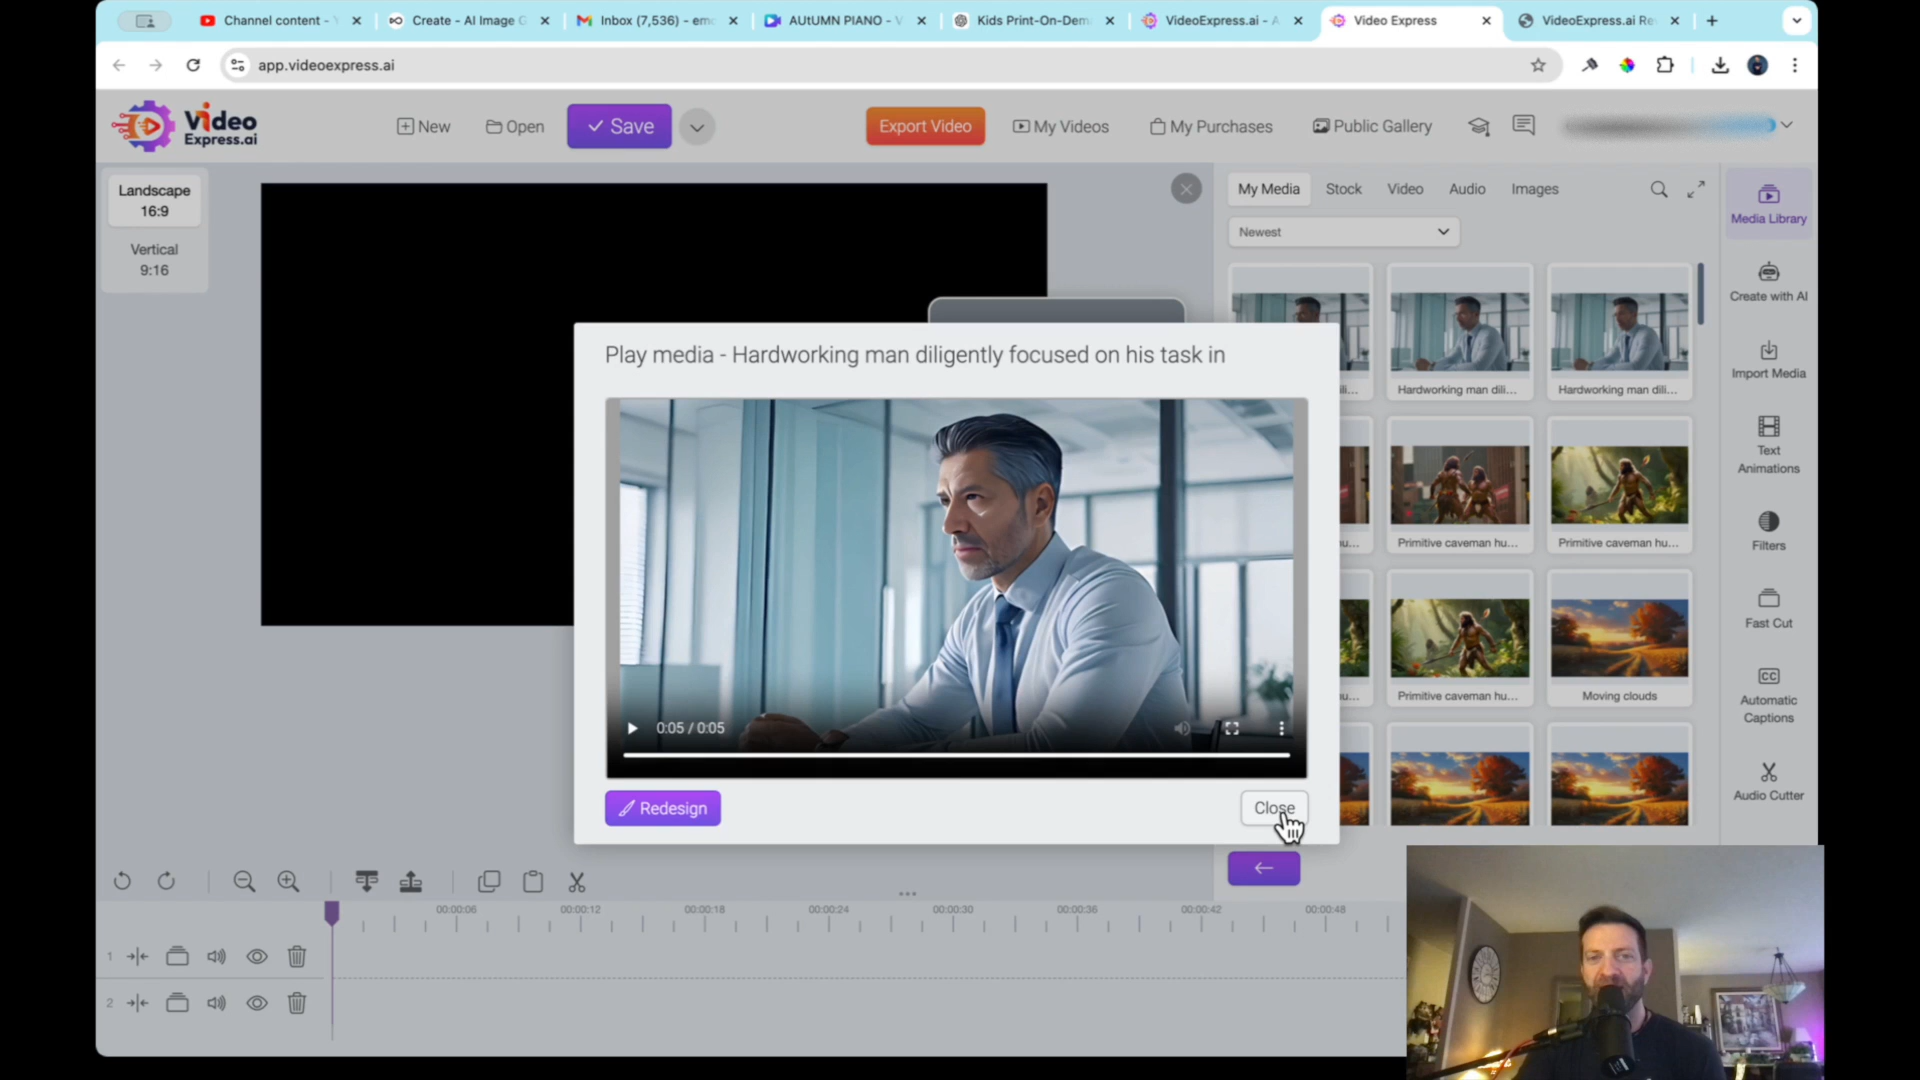 Channel content -
Create - AI Image G
Inbox (7,536) - emc
AUtUMN PIANO - V
Kids Print-On-Dem
VideoExpress.ai - A
Video Express
VideoExpress.ai Re
app.videoexpress.ai
Video
Express.ai
New
Open
Save
Export Video
My Videos
My Purchases
Public Gallery
Landscape
16:9
Vertical
9:16
My Media
Stock
Video
Audio
Images
Newest
Media Library
Create with AI
Import Media
Text
Animations
Filters
Fast Cut
CC
Automatic
Captions
Audio Cutter
Play media - Hardworking man diligently focused on his task in
0:05 / 0:05
Redesign
Close
ili...
Hardworking man dili...
Hardworking man dili...
hu...
Primitive caveman hu...
Primitive caveman hu...
hu...
Primitive caveman hu...
Moving clouds
00:00:06
00:00:12
00:00:18
00:00:24
00:00:30
00:00:36
00:00:42
00:00:48
1
2